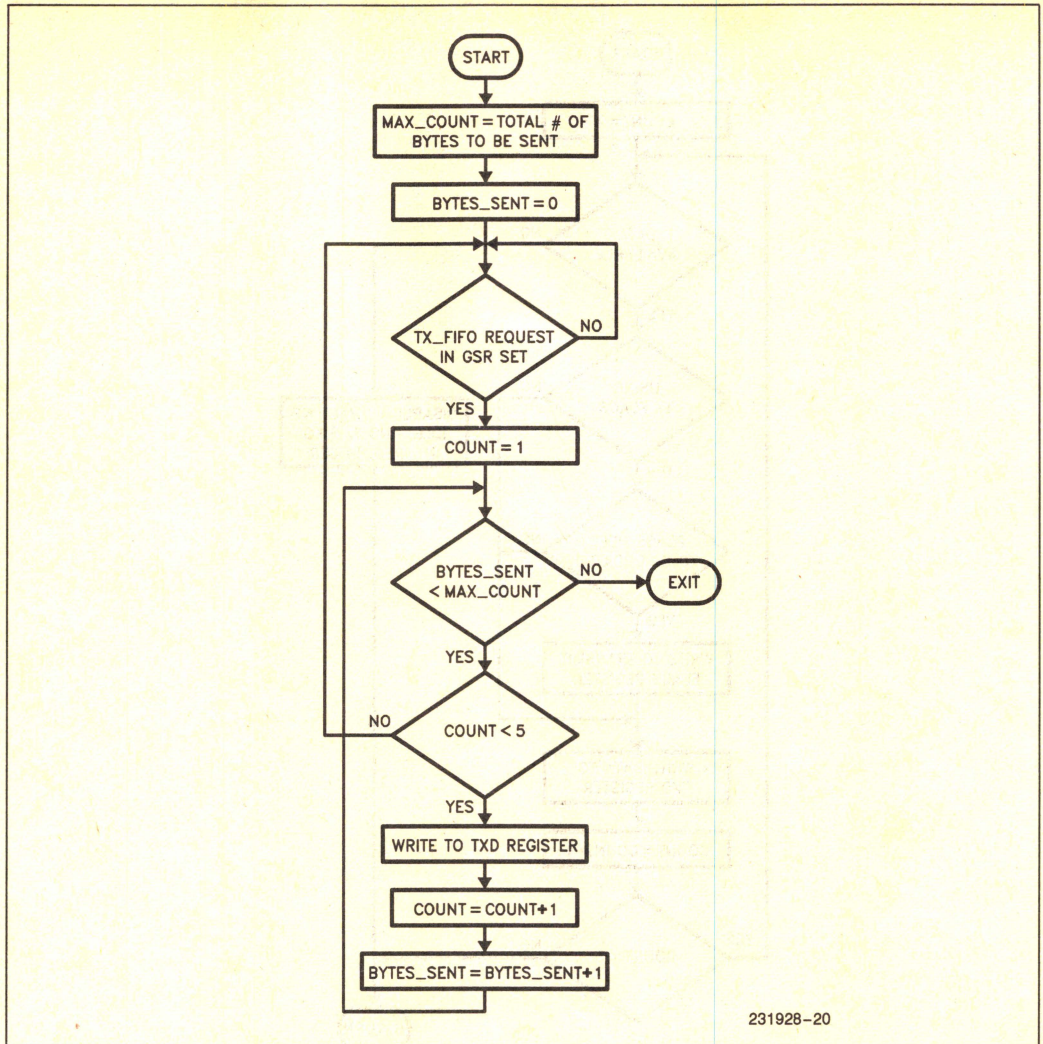 START
MAX_COUNT = TOTAL # OF
BYTES TO BE SENT
BYTES_SENT = 0
TX_FIFO REQUEST
IN GSR SET
NO
YES
COUNT = 1
BYTES_SENT
< MAX_COUNT
NO
EXIT
YES
COUNT < 5
NO
YES
WRITE TO TXD REGISTER
COUNT = COUNT+1
BYTES_SENT = BYTES_SENT+1
231928-20